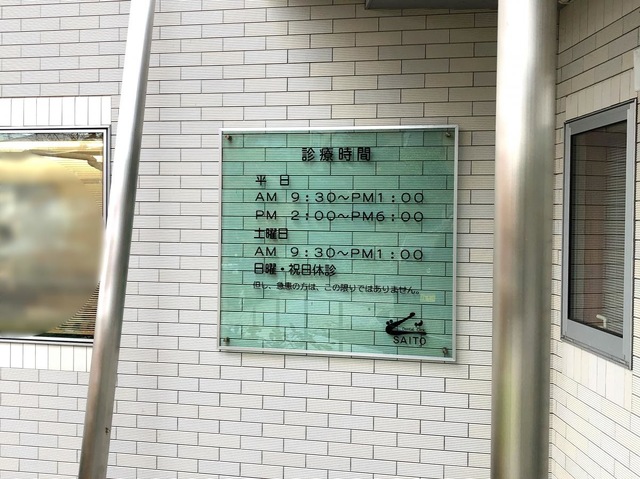 診療時間
平 日
AM 9:30～PM1:00
PM 2:00～PM6:00
土曜日
AM 9:30～PM1:00
日曜・祝日休診
但し、急患の方は、この限りではありません。
SAITO